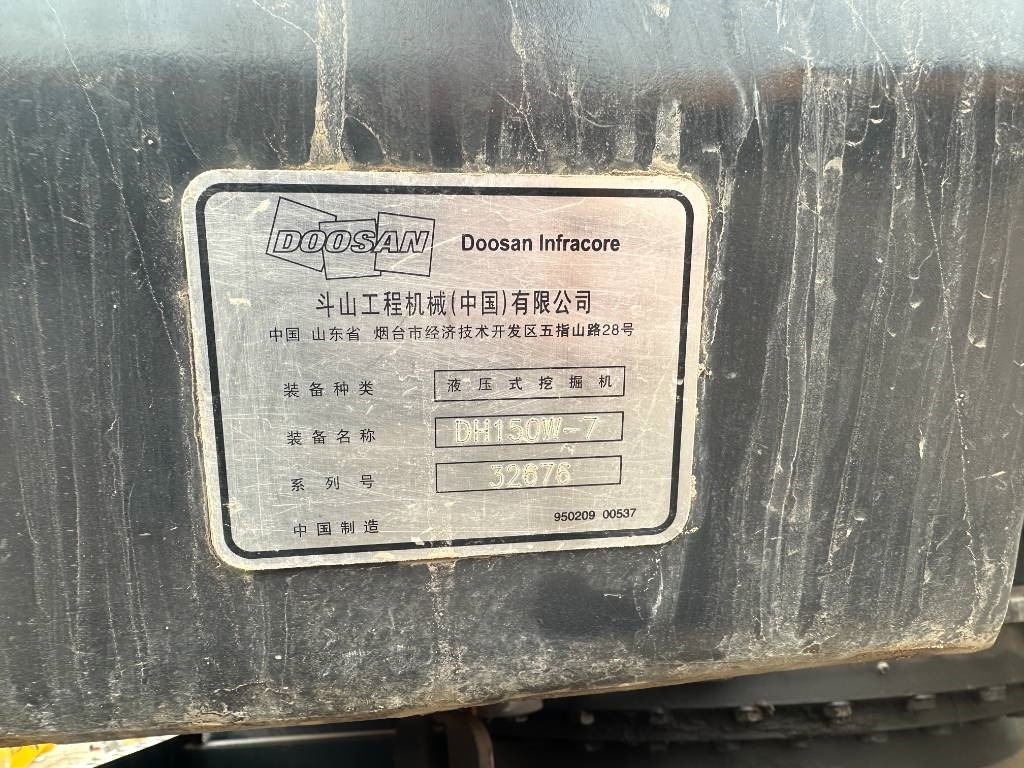 DOOSAN Doosan Infracore
斗山工程机械(中国)有限公司
中国 山东省 烟台市经济技术开发区五指山路28号
装备种类 液压式挖掘机
装备名称 DH150W-7
系列号 32676
中国制造 950209 00537